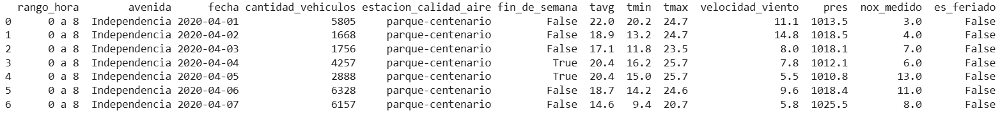 rango_hora avenida fecha cantidad_vehiculos estacion_calidad_aire fin_de_semana tavg tmin tmax velocidad_viento pres nox_medido es_feriado
0 0 a 8 Independencia 2020-04-01 5805 parque-centenario False 22.0 20.2 24.7 11.1 1013.5 3.0 False
1 0 a 8 Independencia 2020-04-02 1668 parque-centenario False 18.9 13.2 24.7 14.8 1018.5 4.0 False
2 0 a 8 Independencia 2020-04-03 1756 parque-centenario False 17.1 11.8 23.5 8.0 1018.1 7.0 False
3 0 a 8 Independencia 2020-04-04 4257 parque-centenario True 20.4 16.2 25.7 7.8 1012.1 6.0 False
4 0 a 8 Independencia 2020-04-05 2888 parque-centenario True 20.4 15.0 25.7 5.5 1010.8 13.0 False
5 0 a 8 Independencia 2020-04-06 6328 parque-centenario False 18.7 14.2 24.6 9.6 1018.4 11.0 False
6 0 a 8 Independencia 2020-04-07 6157 parque-centenario False 14.6 9.4 20.7 5.8 1025.5 8.0 False